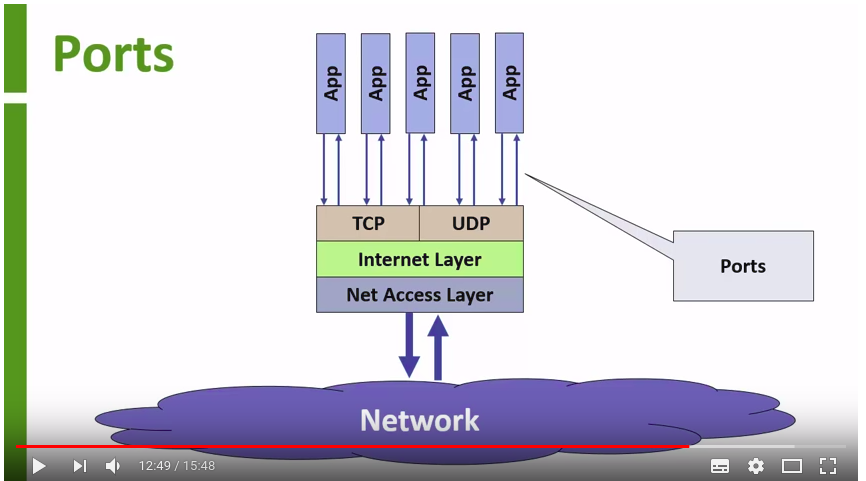 Ports
App
App
App
App
App
TCP
UDP
Internet Layer
Net Access Layer
Ports
Network
12:49 / 15:48